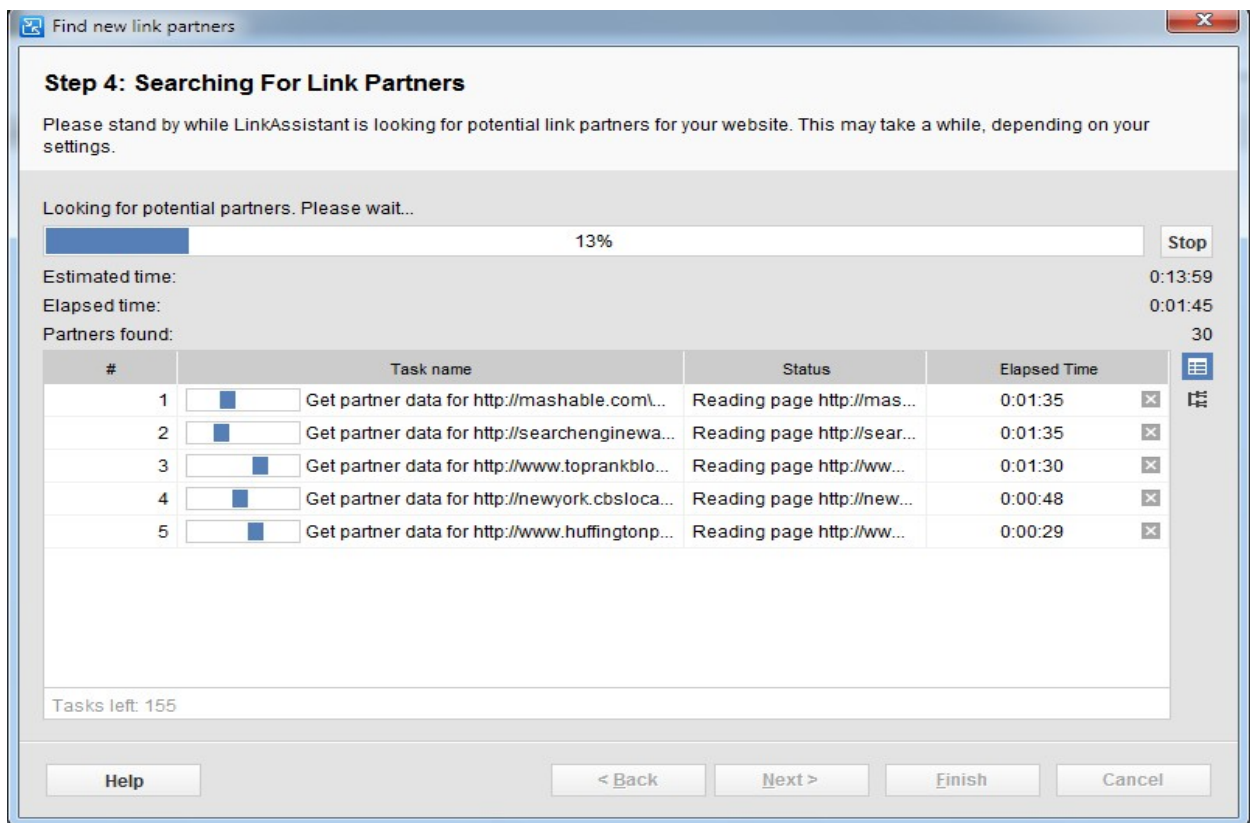 Find new link partners
Step 4: Searching For Link Partners
Please stand by while LinkAssistant is looking for potential link partners for your website. This may take a while, depending on your
settings.
Looking for potential partners. Please wait...
13% Stop
Estimated time: 0:13:59
Elapsed time: 0:01:45
Partners found: 30
# Task name Status Elapsed Time
1 Get partner data for http://mashable.com\... Reading page http://mas... 0:01:35
2 Get partner data for http://searchenginewa... Reading page http://sear... 0:01:35
3 Get partner data for http://www.toprankblo... Reading page http://ww... 0:01:30
4 Get partner data for http://newyork.cbsloca... Reading page http://new... 0:00:48
5 Get partner data for http://www.huffingtonp... Reading page http://ww... 0:00:29
Tasks left: 155
Help < Back Next > Finish Cancel